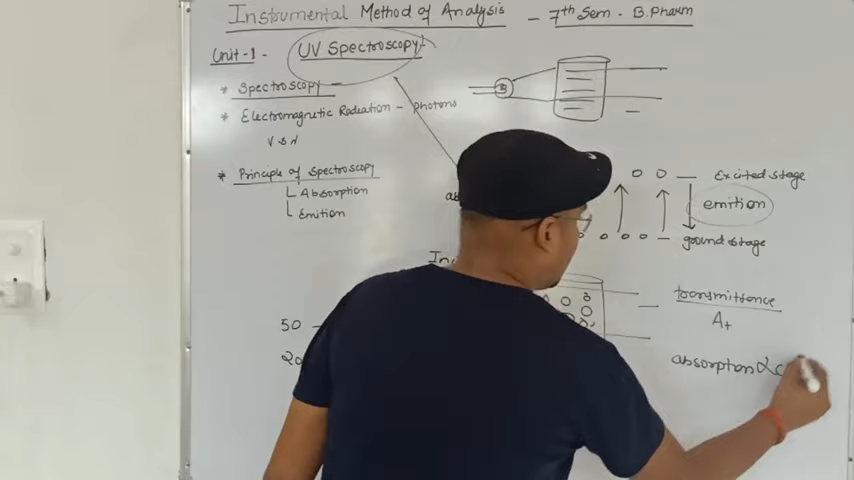 Instrumental Method of Analysis - 7th Sem. B.Pharm
Unit-1 - UV Spectroscopy
* Spectroscopy -
* Electromagnetic Radiation - photons
* Principle of Spectroscopy
Absorption
Emition
Excited stage
emition
ground stage
transmittence
A+
50 -
absorption ∝ c